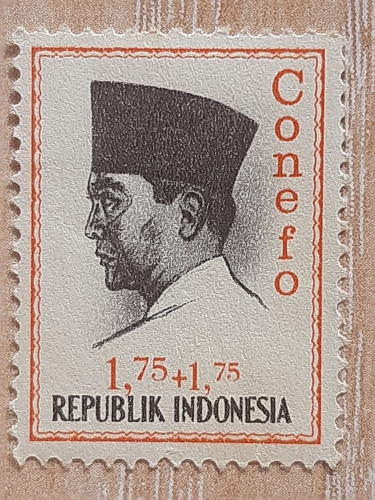 Conefo
1,75+1,75
REPUBLIK INDONESIA